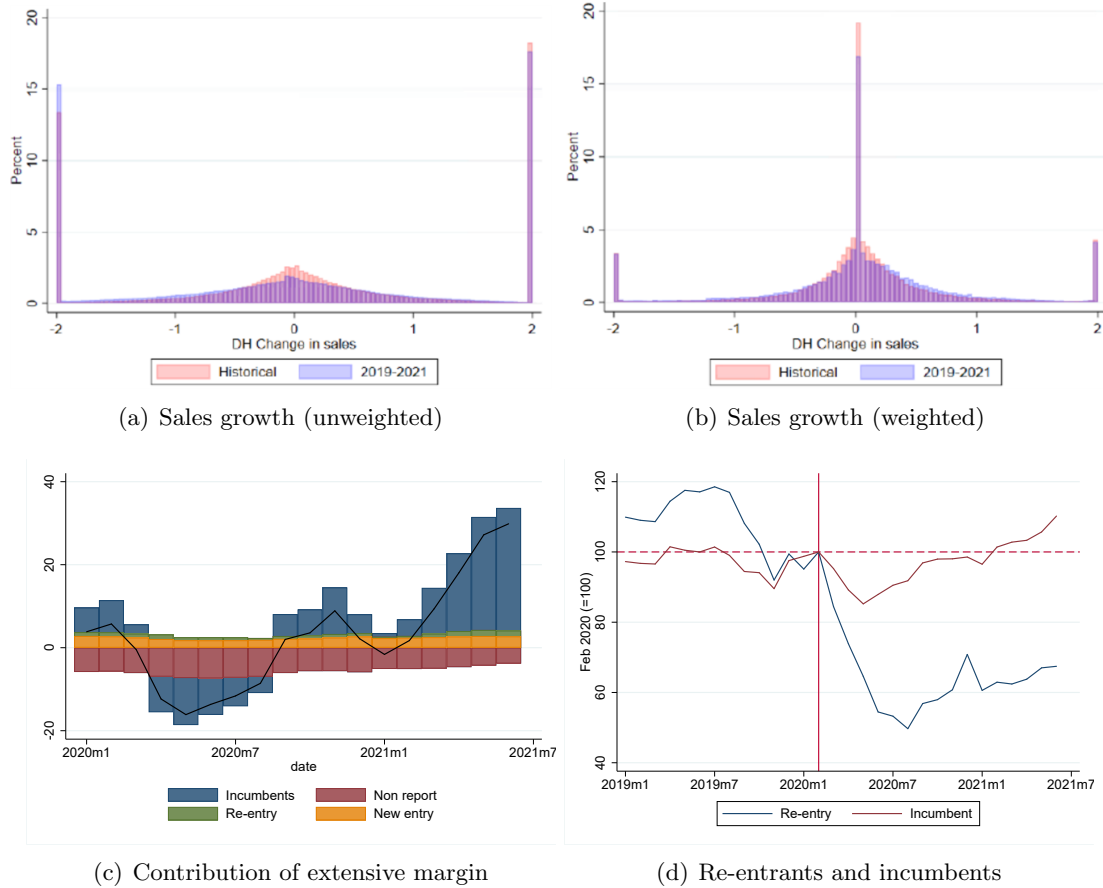 20
15
10
5
0
Percent
-2 -1 0 1 2
DH Change in sales
Historical 2019-2021
(a) Sales growth (unweighted)
20
15
10
5
0
Percent
-2 -1 0 1 2
DH Change in sales
Historical 2019-2021
(b) Sales growth (weighted)
40
20
0
-20
2020m1 2020m7 2021m1 2021m7
date
Incumbents Non report
Re-entry New entry
(c) Contribution of extensive margin
120
100
80
60
40
Feb 2020 (=100)
2019m1 2019m7 2020m1 2020m7 2021m1 2021m7
Re-entry Incumbent
(d) Re-entrants and incumbents